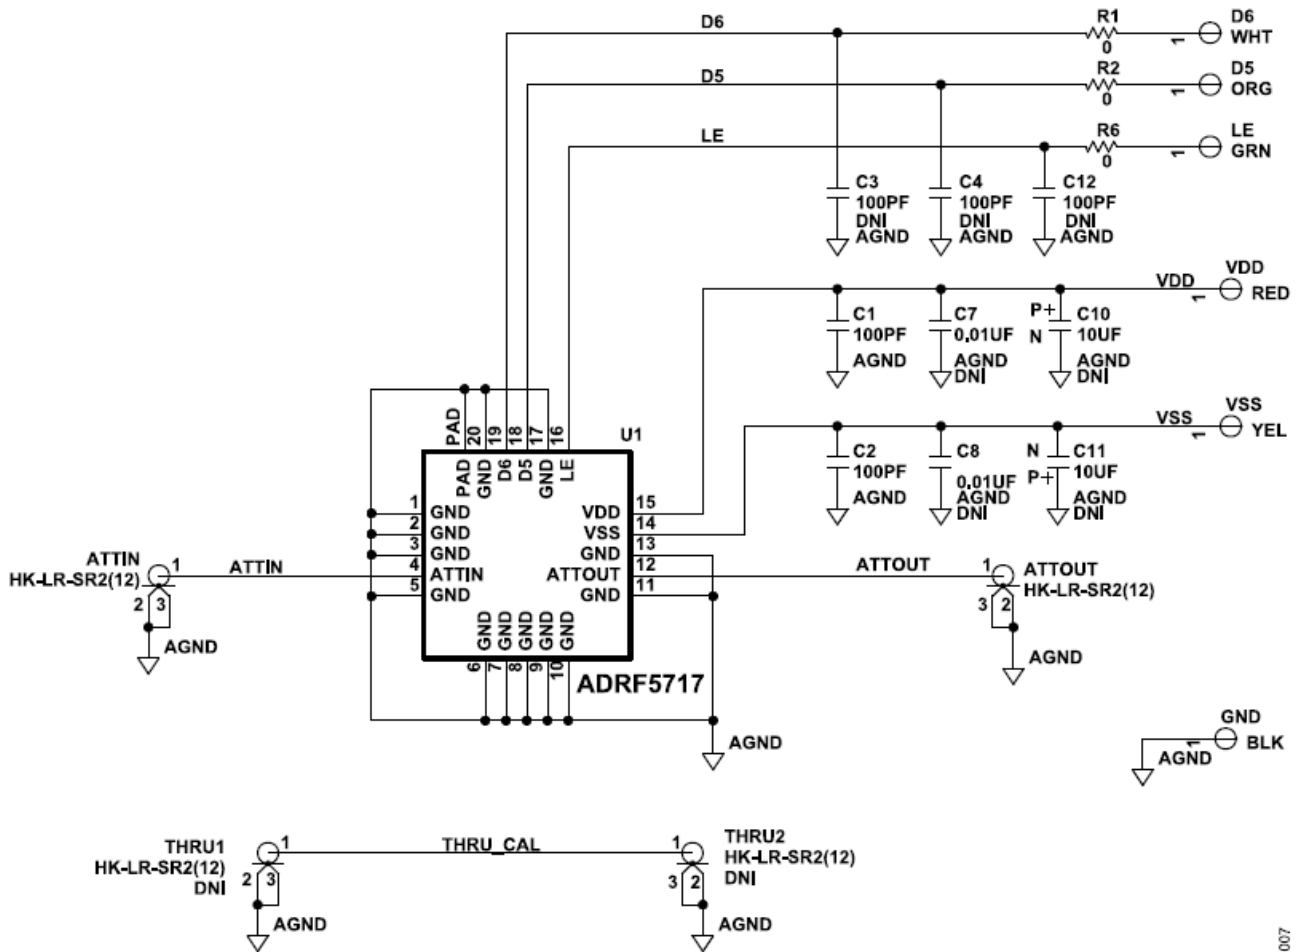 D6
R1
0
1
D6
WHT
D5
R2
0
1
D5
ORG
LE
R6
0
1
LE
GRN
C3
100PF
DNI
AGND
C4
100PF
DNI
AGND
C12
100PF
DNI
AGND
VDD
1
VDD
RED
C1
100PF
AGND
C7
0.01UF
AGND
DNI
P+
N
C10
10UF
AGND
DNI
VSS
1
VSS
YEL
C2
100PF
AGND
C8
0.01UF
AGND
DNI
N
P+
C11
10UF
AGND
DNI
PAD
20
19
18
17
16
U1
PAD
GND
D6
D5
GND
LE
1
GND
2
GND
3
GND
4
ATTIN
5
GND
VDD
15
VSS
14
GND
13
ATTOUT
12
GND
11
GND
GND
GND
GND
GND
6
7
8
9
10
ADRF5717
ATTIN
HK-LR-SR2(12)
1
2
3
AGND
ATTIN
ATTOUT
1
ATTOUT
HK-LR-SR2(12)
3
2
AGND
AGND
GND
1
BLK
AGND
THRU1
HK-LR-SR2(12)
DNI
1
2
3
AGND
THRU_CAL
1
THRU2
HK-LR-SR2(12)
DNI
3
2
AGND
007